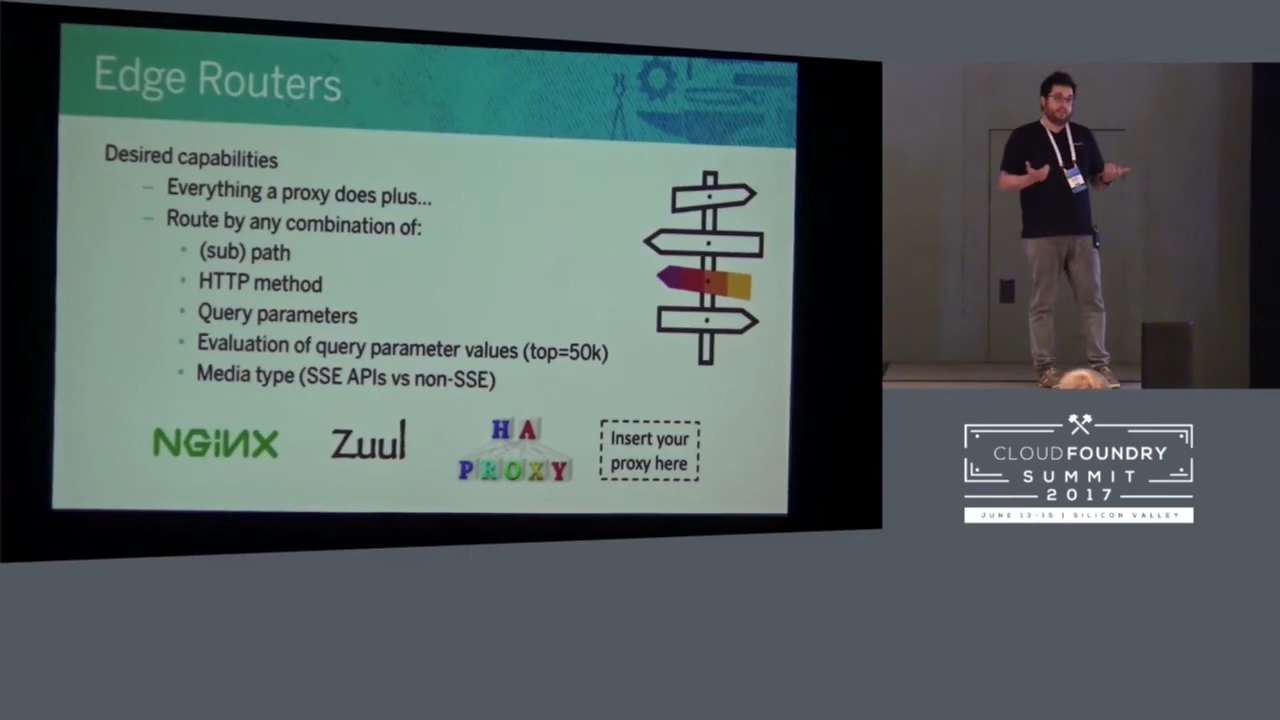 Edge Routers
Desired capabilities
– Everything a proxy does plus...
– Route by any combination of:
• (sub) path
• HTTP method
• Query parameters
• Evaluation of query parameter values (top=50k)
• Media type (SSE APIs vs non-SSE)
NGiNX
Zuul
HA
PROXY
Insert your
proxy here
CLOUD FOUNDRY
SUMMIT
2017
JUNE 13-15 | SILICON VALLEY